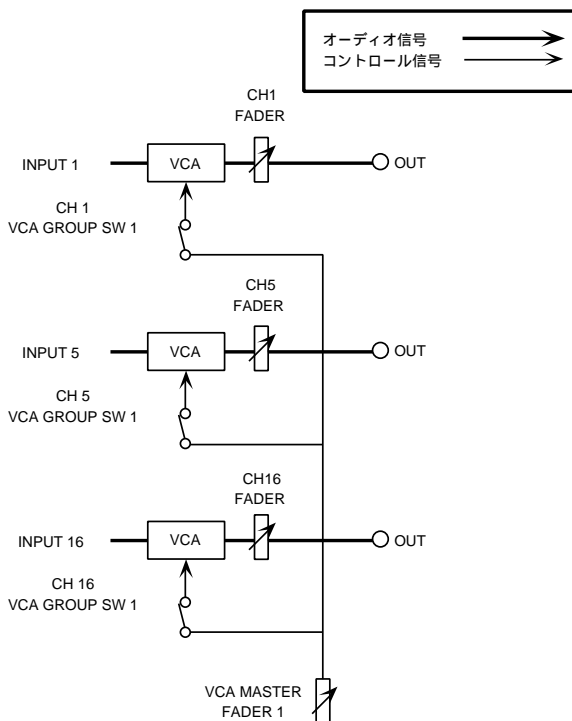 オーディオ信号
コントロール信号
CH1
FADER
INPUT 1
VCA
OUT
CH 1
VCA GROUP SW 1
CH5
FADER
INPUT 5
VCA
OUT
CH 5
VCA GROUP SW 1
CH16
FADER
INPUT 16
VCA
OUT
CH 16
VCA GROUP SW 1
VCA MASTER
FADER 1